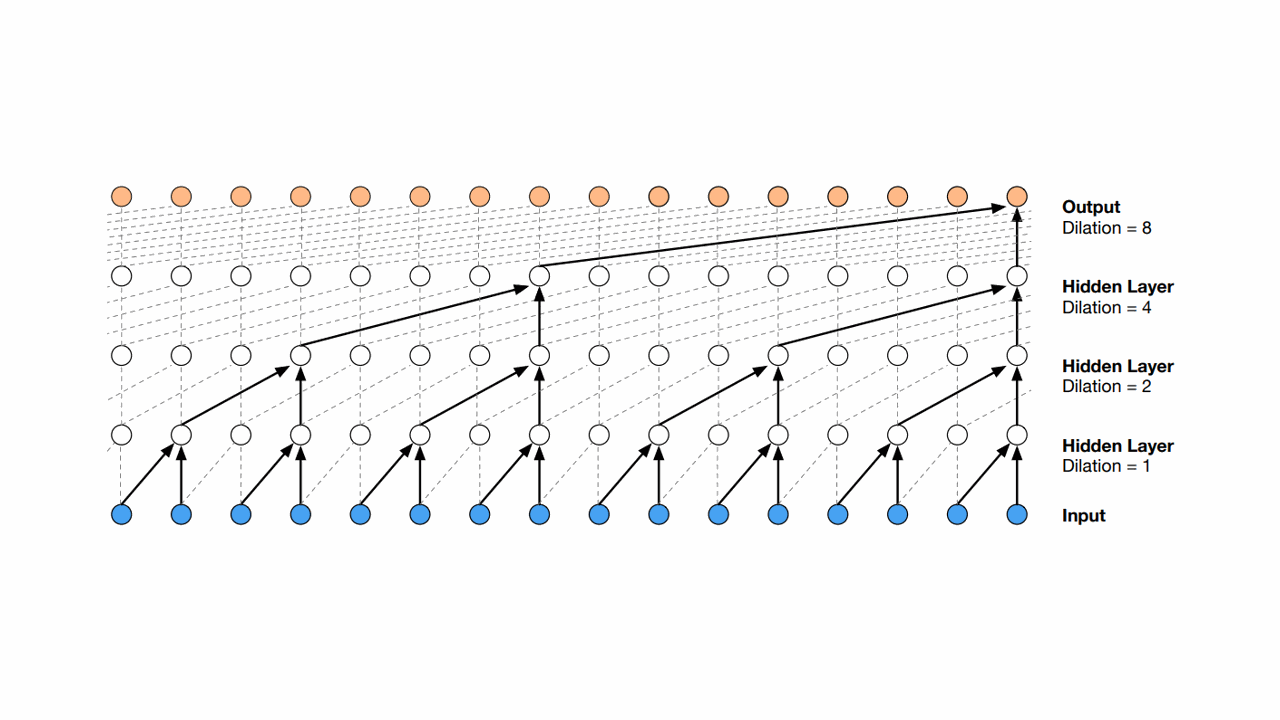 Output
Dilation = 8
Hidden Layer
Dilation = 4
Hidden Layer
Dilation = 2
Hidden Layer
Dilation = 1
Input